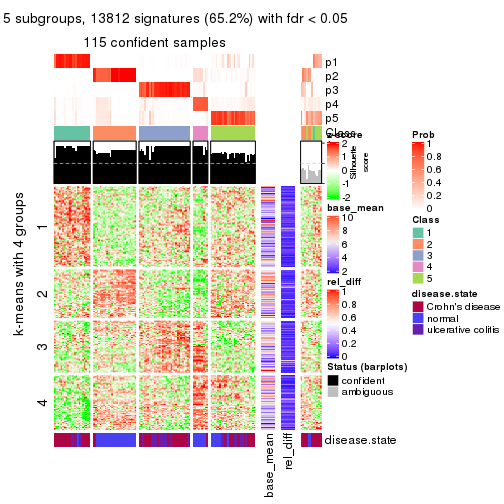 5 subgroups, 13812 signatures (65.2%) with fdr < 0.05
115 confident samples
p1
p2
p3
p4
p5
Class
Silhouette
score
k-means with 4 groups
1
2
3
4
disease.state
base_mean
rel_diff
z-score
2
1
0
-1
-2
base_mean
10
8
6
4
2
rel_diff
1
0.8
0.6
0.4
0.2
0
Status (barplots)
confident
ambiguous
Prob
1
0.8
0.6
0.4
0.2
0
Class
1
2
3
4
5
disease.state
Crohn's disease
normal
ulcerative colitis